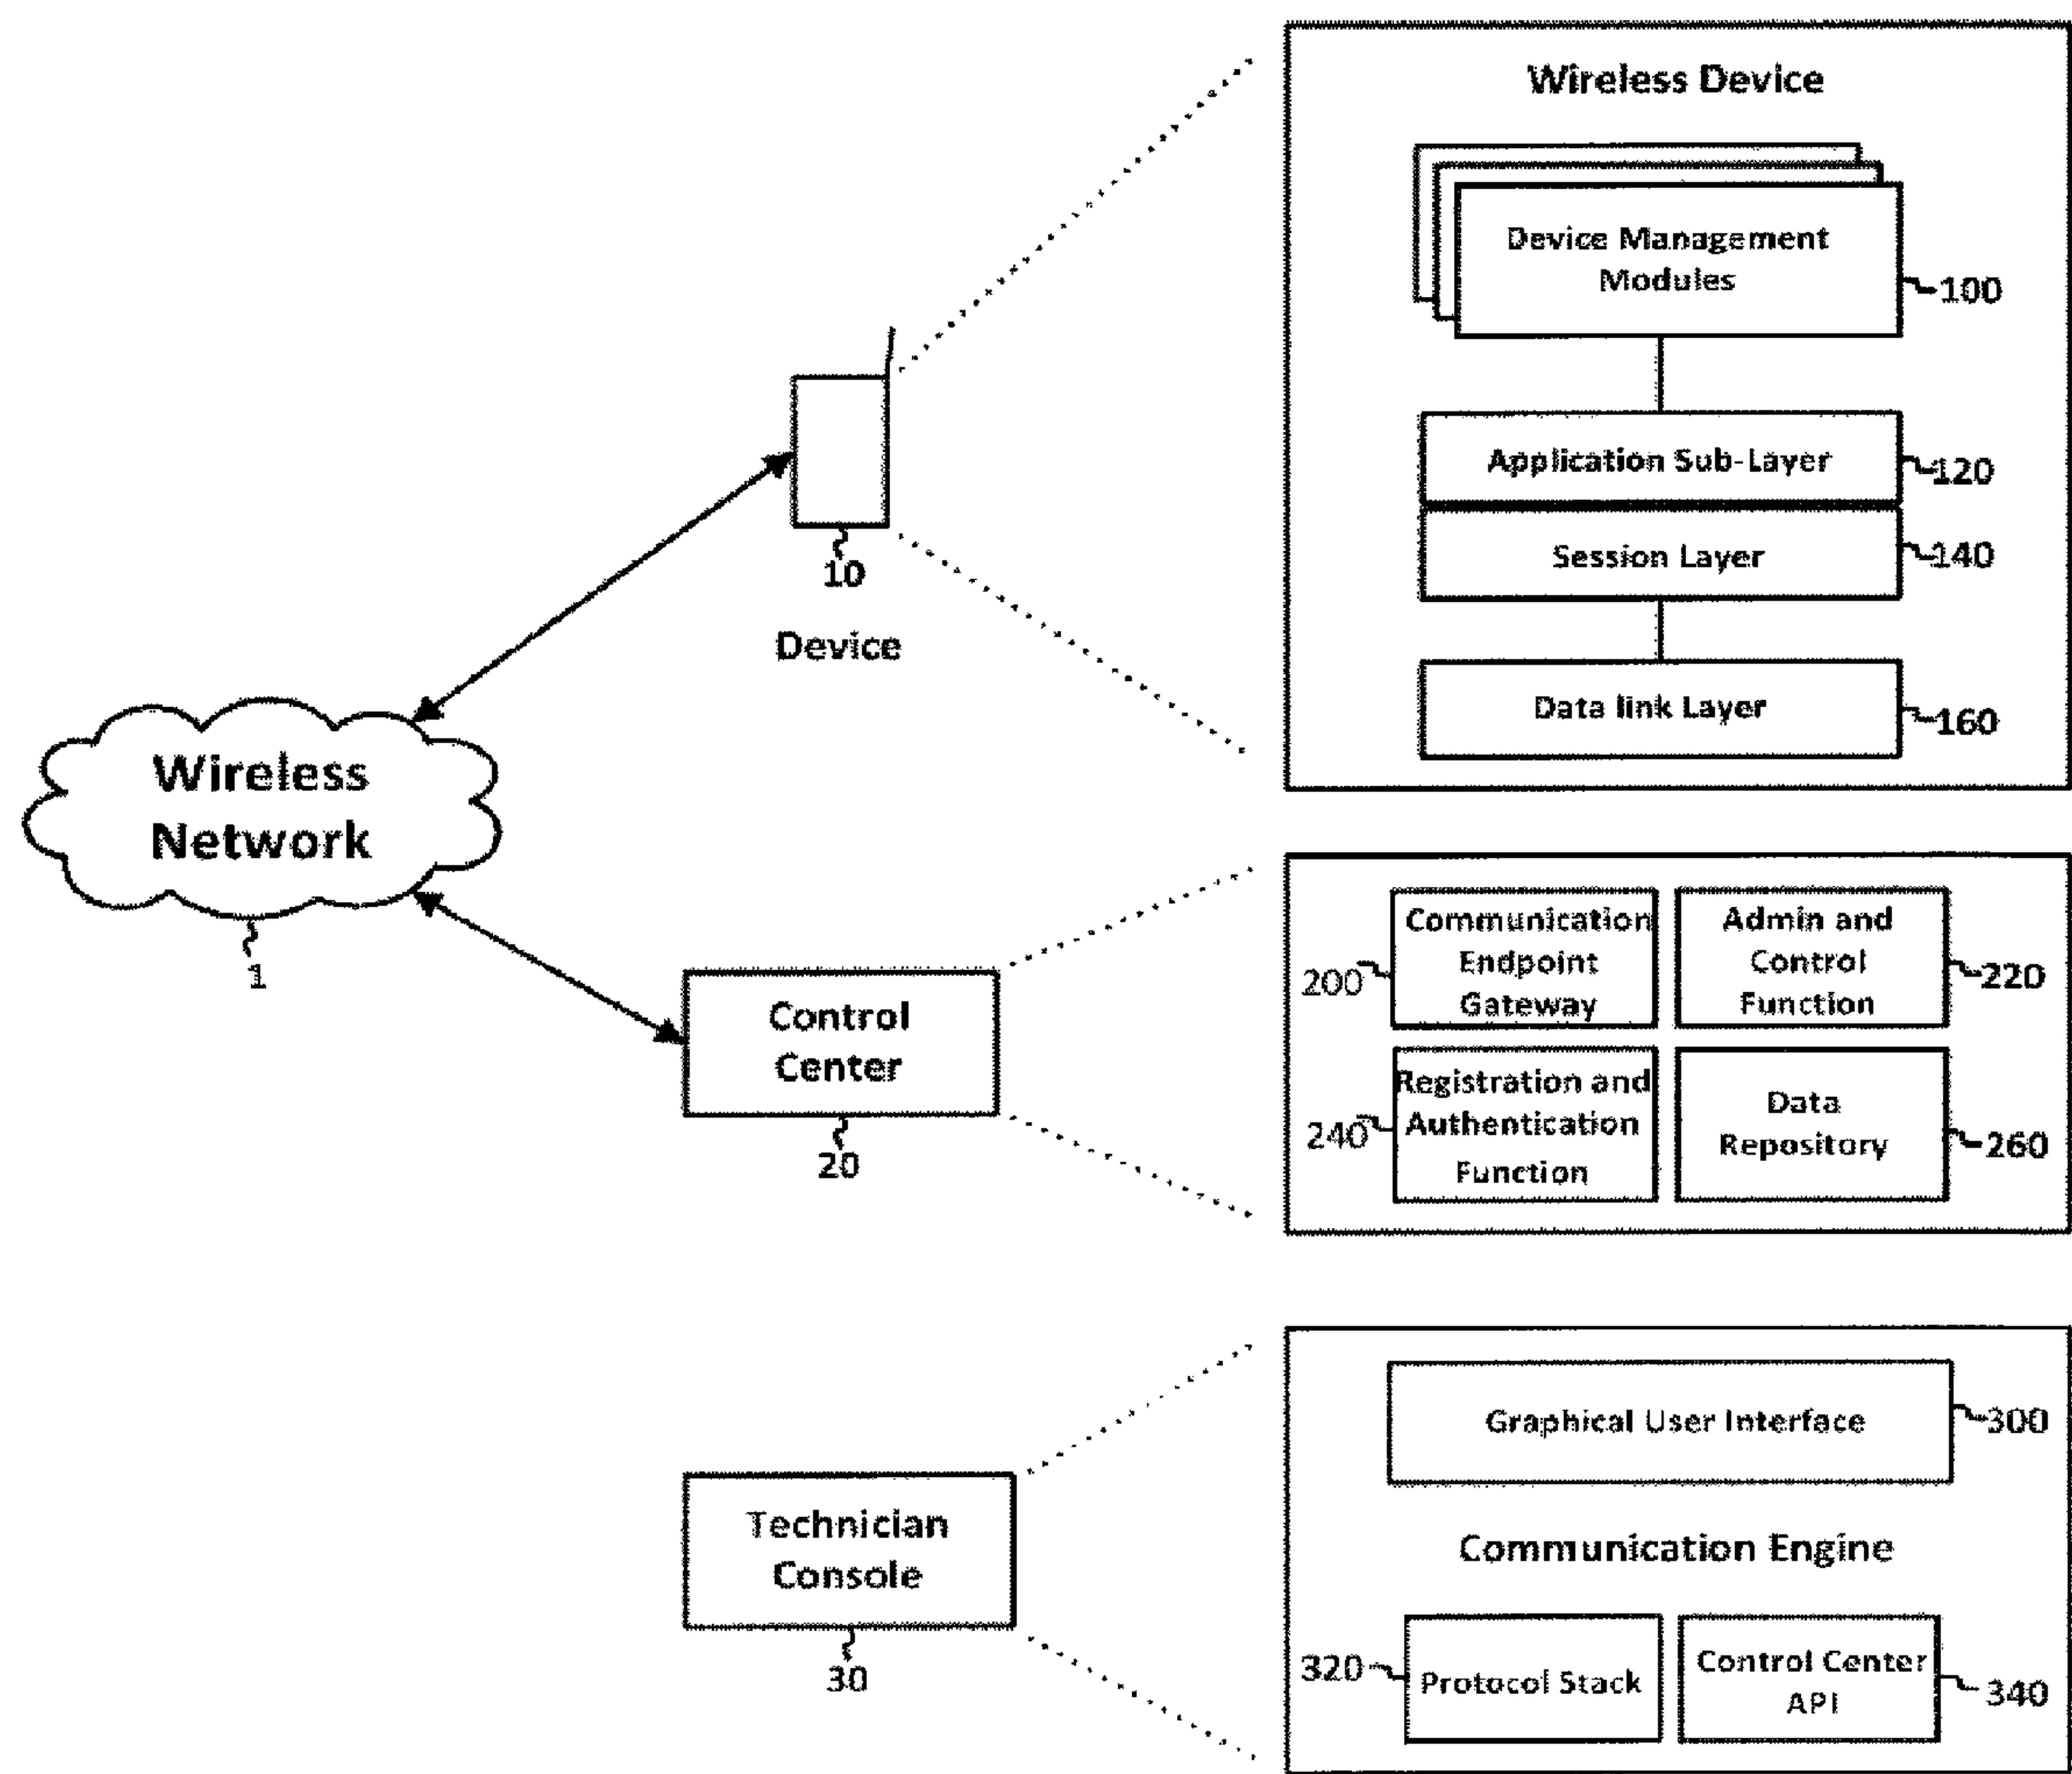 Wireless Device
Device Management
Modules
100
Application Sub-Layer
120
Session Layer
140
Data link Layer
160
10
Device
Wireless
Network
1
Control
Center
20
Communication
Endpoint
Gateway
200
Admin and
Control
Function
220
Registration and
Authentication
Function
240
Data
Repository
260
Technician
Console
30
Graphical User Interface
300
Communication Engine
320
Protocol Stack
Control Center
API
340